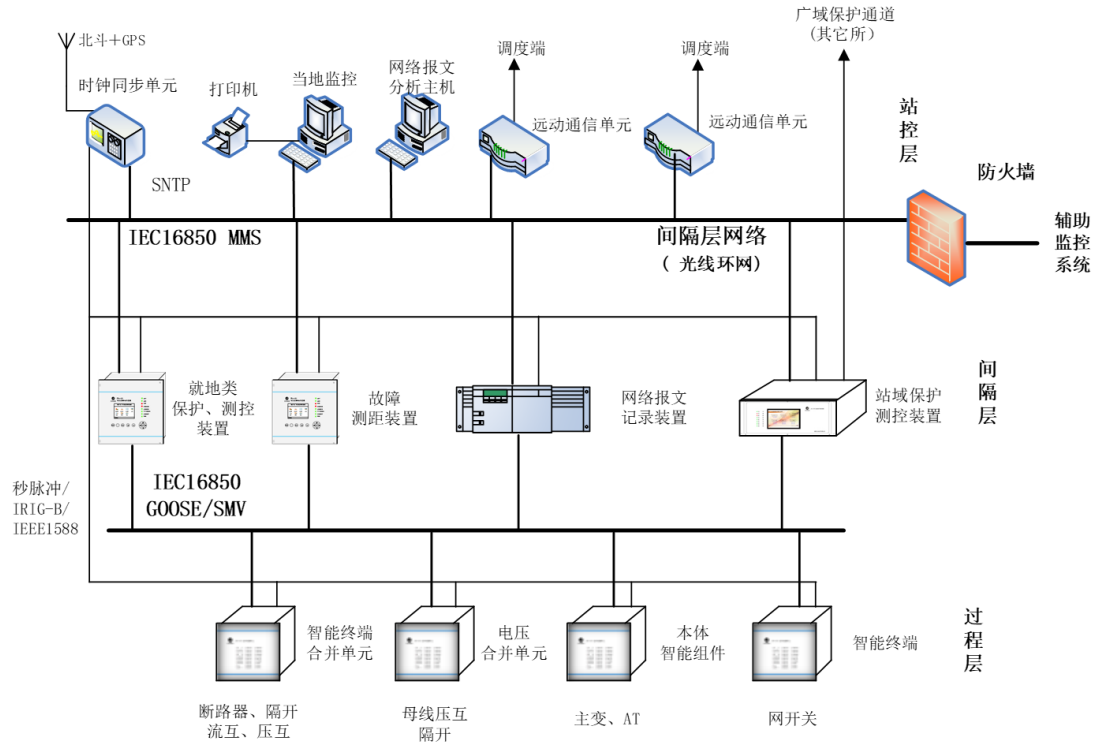 广域保护通道
(其它所）
北斗＋GPS
时钟同步单元
打印机
当地监控
网络报文
分析主机
调度端
调度端
远动通信单元
远动通信单元
站
控
层
防火墙
SNTP
IEC16850 MMS
间隔层网络
( 光线环网)
辅助
监控
系统
就地类
保护、测控
装置
故障
测距装置
网络报文
记录装置
站域保护
测控装置
间
隔
层
秒脉冲/
IRIG-B/
IEEE1588
IEC16850
GOOSE/SMV
智能终端
合并单元
电压
合并单元
本体
智能组件
智能终端
过
程
层
断路器、隔开
流互、压互
母线压互
隔开
主变、AT
网开关